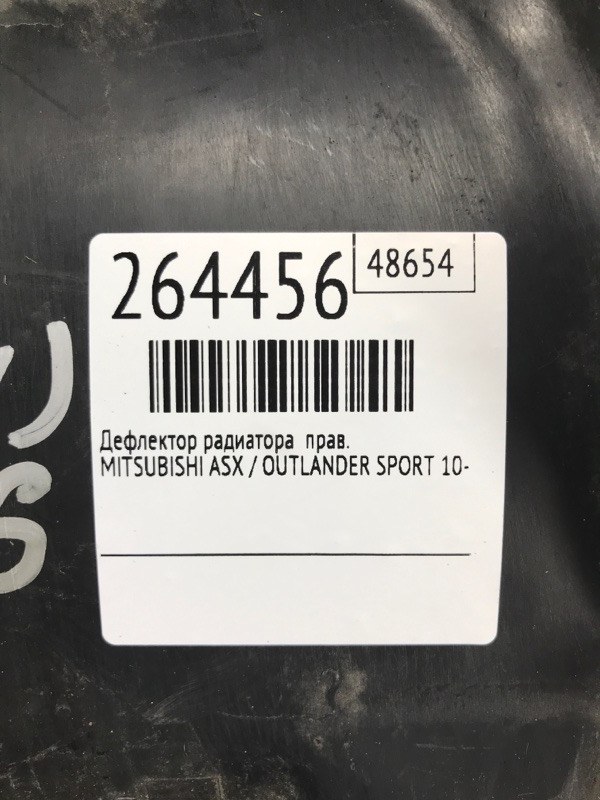 264456
48654
Дефлектор радиатора прав.
MITSUBISHI ASX / OUTLANDER SPORT 10-